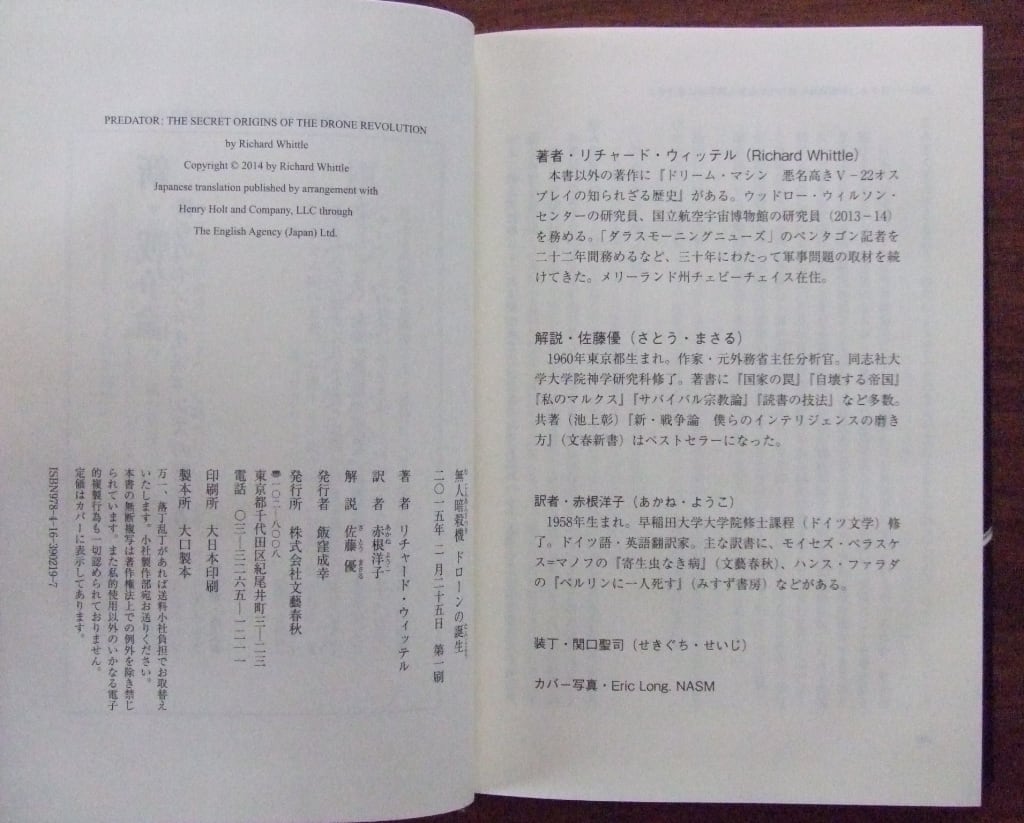 PREDATOR: THE SECRET ORIGINS OF THE DRONE REVOLUTION
by Richard Whittle
Copyright © 2014 by Richard Whittle
Japanese translation published by arrangement with
Henry Holt and Company, LLC through
The English Agency (Japan) Ltd.
無人暗殺機 ドローンの誕生
二〇一五年 二月二十五日 第一刷
著 者 リチャード・ウィッテル
訳 者 赤根洋子
あかね ようこ
解 説 佐藤 優
さとう まさる
発行者 飯窪成幸
発行所 株式会社文藝春秋
〠一〇二―八〇〇八
東京都千代田区紀尾井町三―二三
電話 〇三―三二六五―一二一一
印刷所 大日本印刷
製本所 大口製本
万一、落丁乱丁があれば送料小社負担でお取替え
いたします。小社製作部宛お送りください。
本書の無断複写は著作権法上での例外を除き禁じ
られています。また私的使用以外のいかなる電子
的複製行為も一切認められておりません。
定価はカバーに表示してあります。
ISBN978-4-16-390219-7
著者・リチャード・ウィッテル(Richard Whittle)
本書以外の著作に『ドリーム・マシン 悪名高きV-22オス
プレイの知られざる歴史』がある。ウッドロー・ウィルソン・
センターの研究員、国立航空宇宙博物館の研究員(2013-14)
を務める。「ダラスモーニングニューズ」のペンタゴン記者を
二十二年間務めるなど、三十年にわたって軍事問題の取材を続
けてきた。メリーランド州チェビーチェイス在住。
解説・佐藤優(さとう・まさる)
1960年東京都生まれ。作家・元外務省主任分析官。同志社大
学大学院神学研究科修了。著書に『国家の罠』『自壊する帝国』
『私のマルクス』『サバイバル宗教論』『読書の技法』など多数。
共著(池上彰)『新・戦争論 僕らのインテリジェンスの磨き
方』(文春新書)はベストセラーになった。
訳者・赤根洋子(あかね・ようこ)
1958年生まれ。早稲田大学大学院修士課程(ドイツ文学)修
了。ドイツ語・英語翻訳家。主な訳書に、モイセズ・ベラスケ
ス=マノフの『寄生虫なき病』(文藝春秋)、ハンス・ファラダ
の『ベルリンに一人死す』(みすず書房)などがある。
装丁・関口聖司(せきぐち・せいじ)
カバー写真・Eric Long. NASM